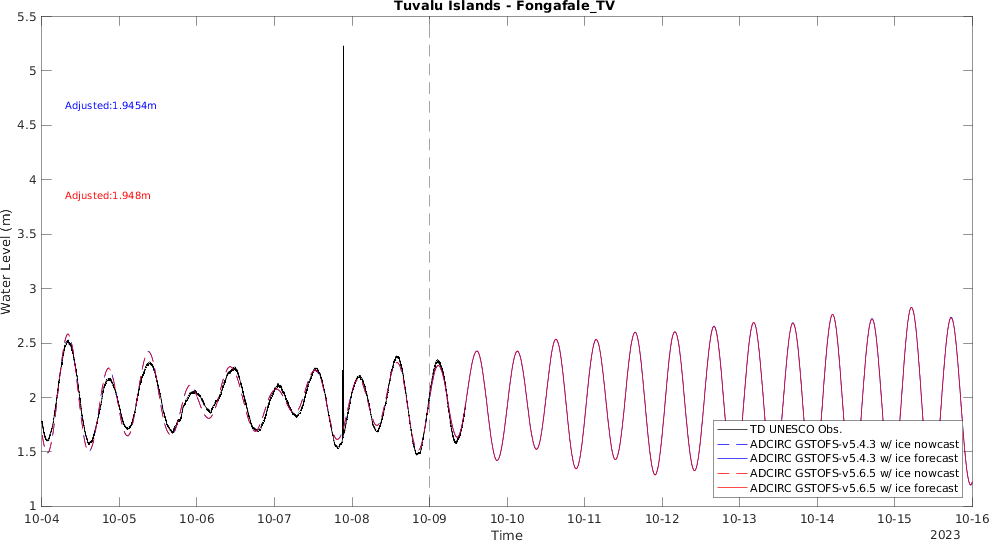 Tuvalu Islands - Fongafale_TV
5.5
5
4.5
4
3.5
3
2.5
2
1.5
1
Water Level (m)
Adjusted:1.9454m
Adjusted:1.948m
TD UNESCO Obs.
ADCIRC GSTOFS-v5.4.3 w/ ice nowcast
ADCIRC GSTOFS-v5.4.3 w/ ice forecast
ADCIRC GSTOFS-v5.6.5 w/ ice nowcast
ADCIRC GSTOFS-v5.6.5 w/ ice forecast
10-04 10-05 10-06 10-07 10-08 10-09 10-10 10-11 10-12 10-13 10-14 10-15 10-16
Time
2023